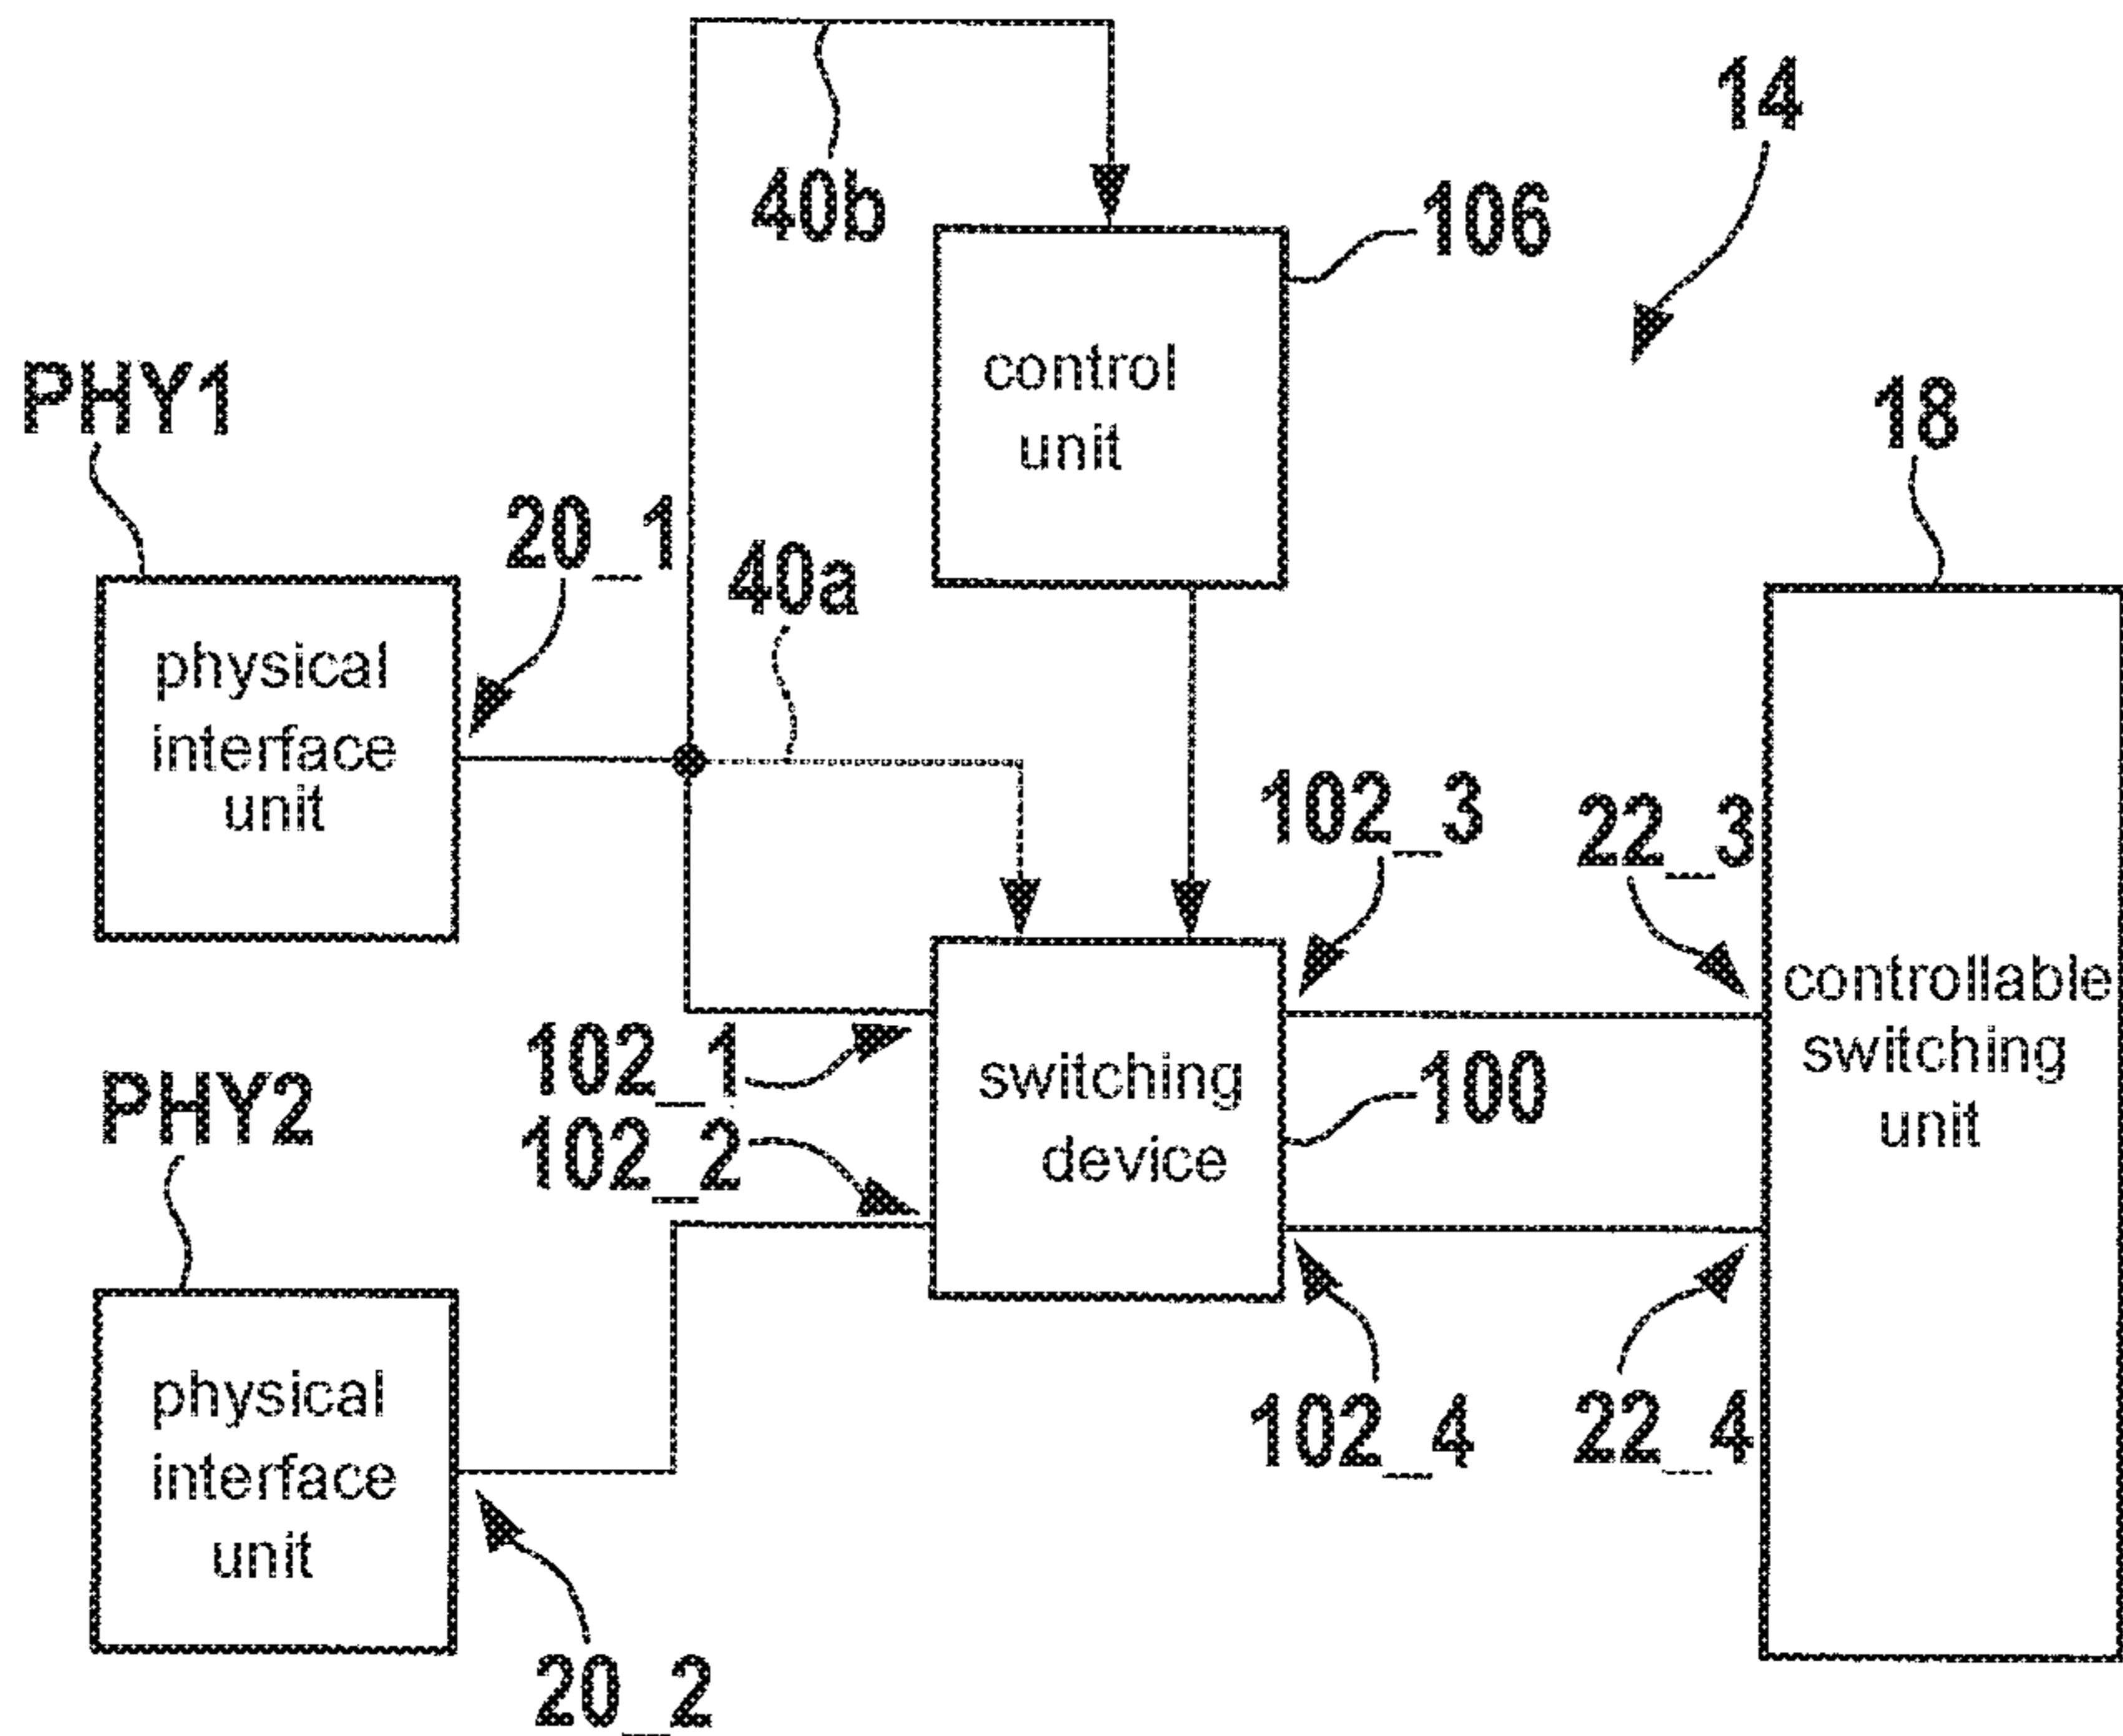 14
40b
106
control
unit
PHY1
18
20_1
40a
physical
interface
unit
102_3
22_3
controllable
switching
unit
102_1
switching
device
100
PHY2
102_2
102_4
22_4
physical
interface
unit
20_2